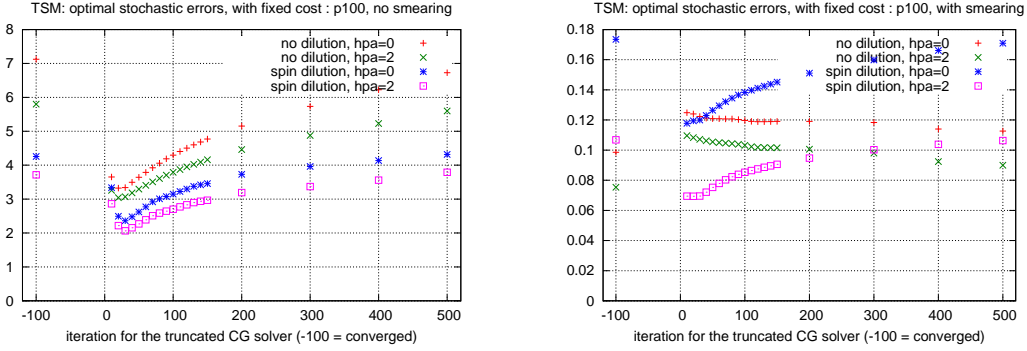 TSM: optimal stochastic errors, with fixed cost : p100, no smearing
8
7
6
5
4
3
2
1
0
-100 0 100 200 300 400 500
iteration for the truncated CG solver (-100 = converged)
no dilution, hpa=0
no dilution, hpa=2
spin dilution, hpa=0
spin dilution, hpa=2
TSM: optimal stochastic errors, with fixed cost : p100, with smearing
0.18
0.16
0.14
0.12
0.1
0.08
0.06
0.04
0.02
0
-100 0 100 200 300 400 500
iteration for the truncated CG solver (-100 = converged)
no dilution, hpa=0
no dilution, hpa=2
spin dilution, hpa=0
spin dilution, hpa=2